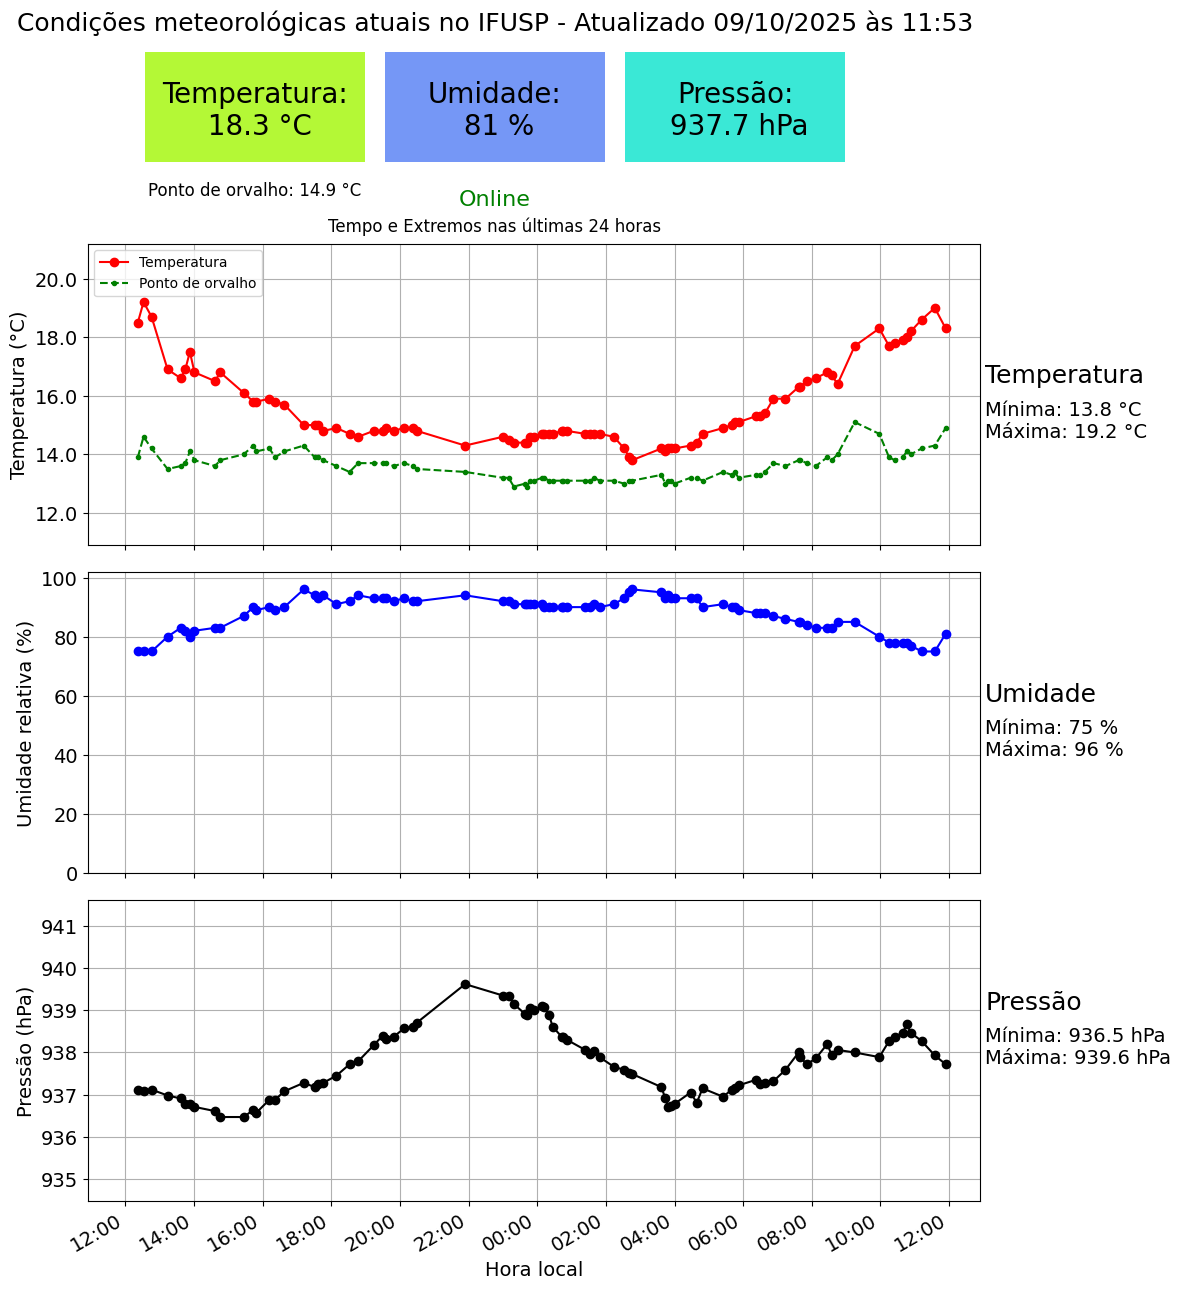 Condições meteorológicas atuais no IFUSP - Atualizado 09/10/2025 às 11:53
Temperatura:
18.3 °C
Umidade:
81 %
Pressão:
937.7 hPa
Ponto de orvalho: 14.9 °C
Online
Tempo e Extremos nas últimas 24 horas
Temperatura
Ponto de orvalho
Temperatura (°C)
20.0
18.0
16.0
14.0
12.0
Temperatura
Mínima: 13.8 °C
Máxima: 19.2 °C
Umidade relativa (%)
100
80
60
40
20
0
Umidade
Mínima: 75 %
Máxima: 96 %
Pressão (hPa)
941
940
939
938
937
936
935
Pressão
Mínima: 936.5 hPa
Máxima: 939.6 hPa
12:00 14:00 16:00 18:00 20:00 22:00 00:00 02:00 04:00 06:00 08:00 10:00 12:00
Hora local